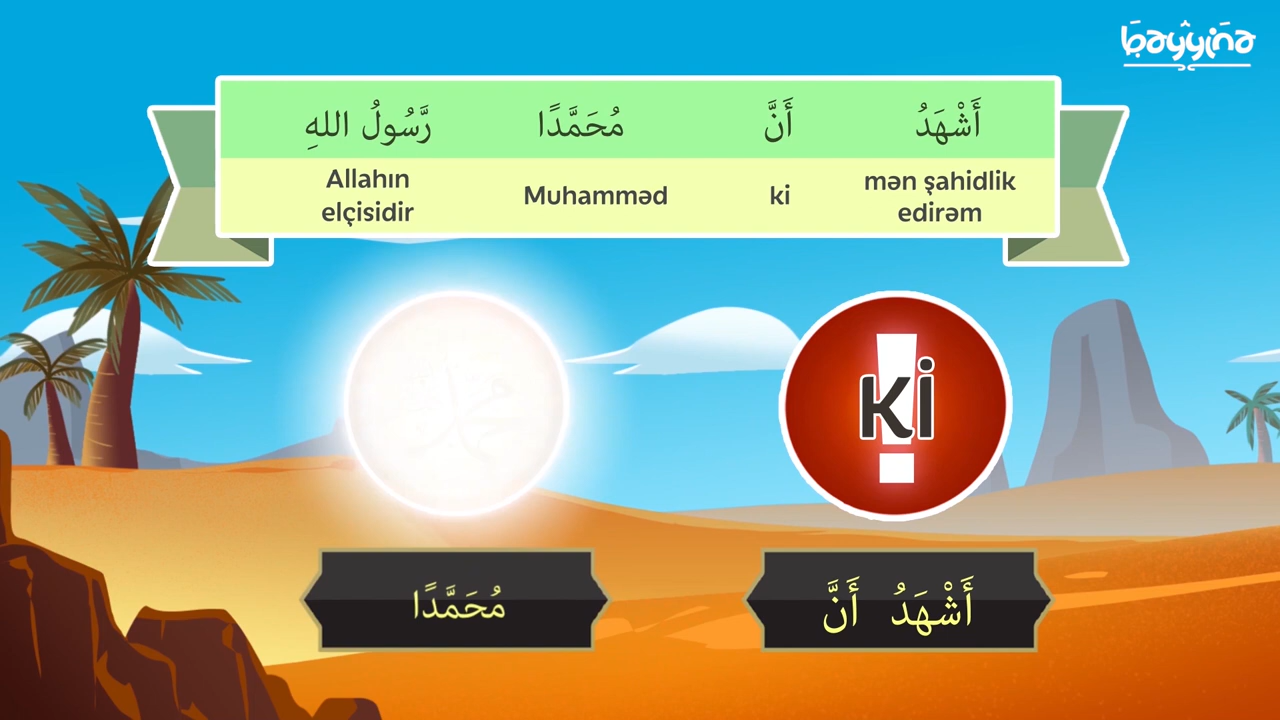 bayyina
أَشْهَدُ أَنَّ مُحَمَّدًا رَّسُولُ اللهِ
mən şahidlik edirəm
ki
Muhamməd
Allahın elçisidir
Kİ
!
أَشْهَدُ أَنَّ
مُحَمَّدًا